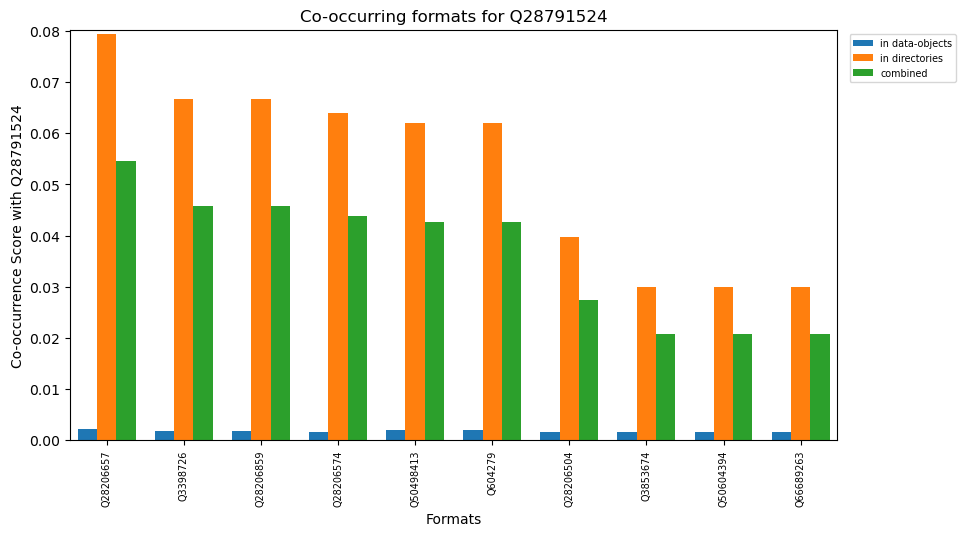 Co-occurring formats for Q28791524
in data-objects
in directories
combined
Co-occurrence Score with Q28791524
0.08
0.07
0.06
0.05
0.04
0.03
0.02
0.01
0.00
Q28206657
Q3398726
Q28206859
Q28206574
Q50498413
Q604279
Q28206504
Q3853674
Q50604394
Q66689263
Formats